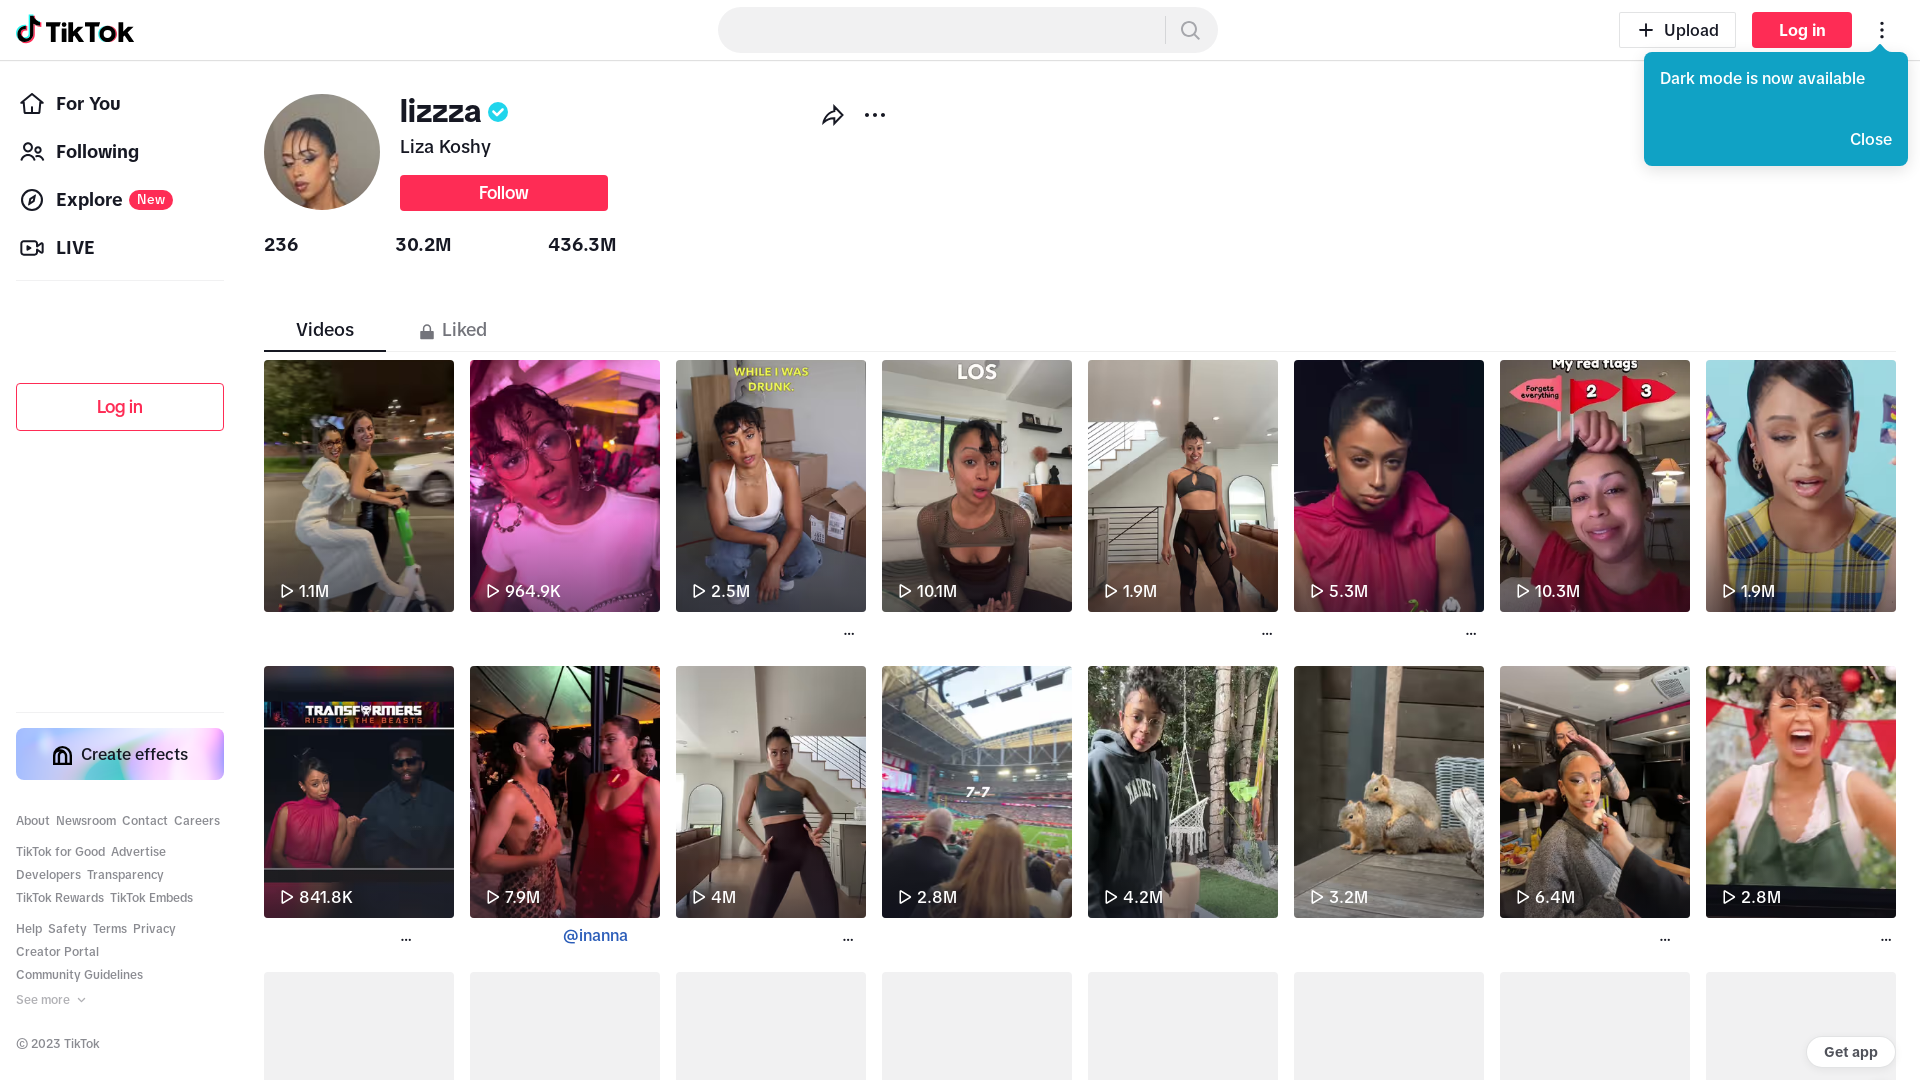 TikTok
Upload
Log in
Dark mode is now available
Close
For You
Following
Explore New
LIVE
Log in
Create effects
About Newsroom Contact Careers
TikTok for Good Advertise
Developers Transparency
TikTok Rewards TikTok Embeds
Help Safety Terms Privacy
Creator Portal
Community Guidelines
See more
© 2023 TikTok
lizzza
Liza Koshy
Follow
236 30.2M 436.3M
Videos Liked
WHILE I WAS
DRUNK.
LOS
My red flags
Forgets
everything
2
3
1.1M
964.9K
2.5M
10.1M
1.9M
5.3M
10.3M
1.9M
...
...
...
TRANSFORMERS
RISE OF THE BEASTS
7-7
841.8K
7.9M
4M
2.8M
4.2M
3.2M
6.4M
2.8M
...
@inanna
...
...
...
Get app